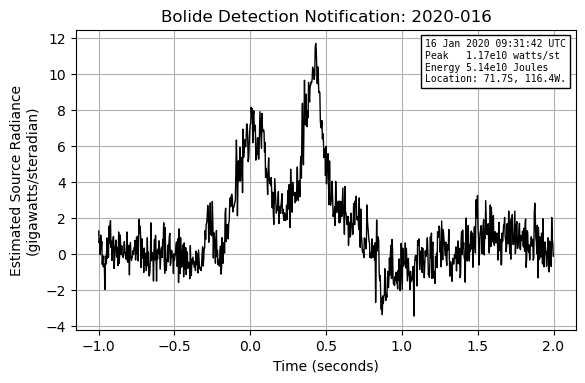 Bolide Detection Notification: 2020-016
16 Jan 2020 09:31:42 UTC
Peak   1.17e10 watts/st
Energy 5.14e10 Joules
Location: 71.7S, 116.4W.
Estimated Source Radiance
(gigawatts/steradian)
12
10
8
6
4
2
0
−2
−4
−1.0 −0.5 0.0 0.5 1.0 1.5 2.0
Time (seconds)